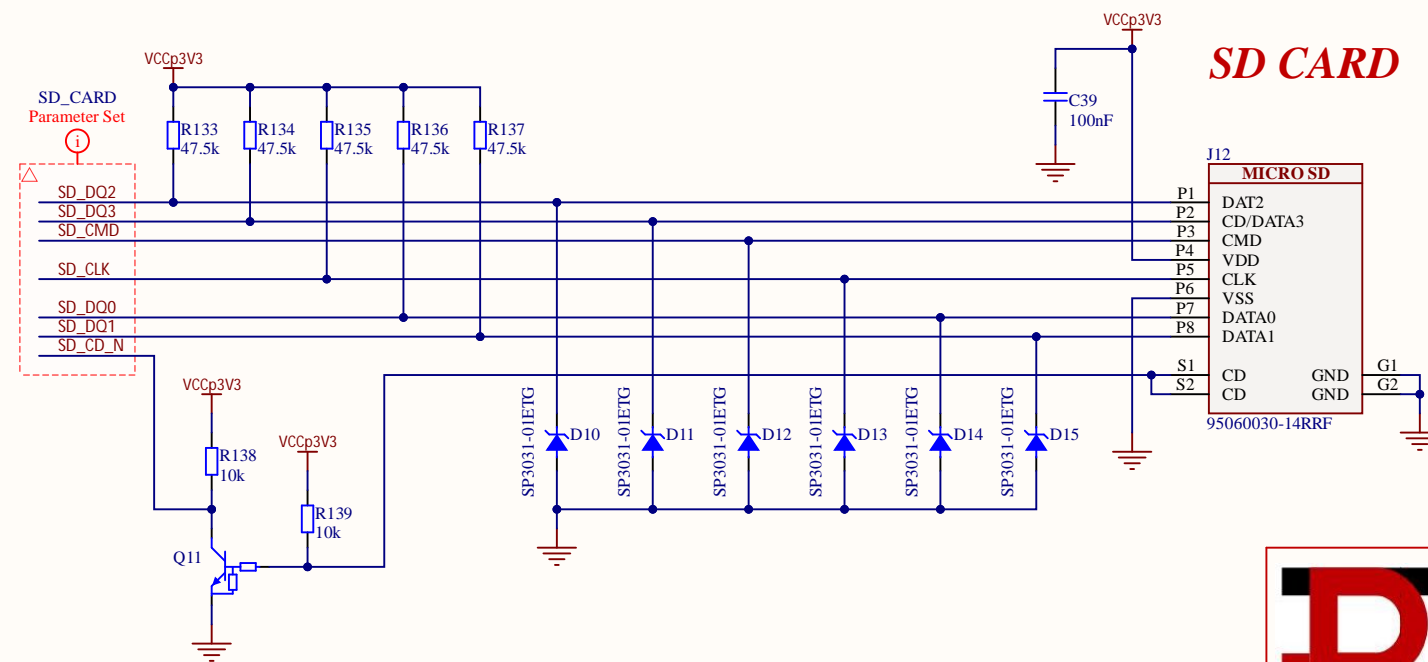 VCCp3V3
SD CARD
VCCp3V3
SD_CARD
Parameter Set
i
R133
47.5k
R134
47.5k
R135
47.5k
R136
47.5k
R137
47.5k
C39
100nF
J12
MICRO SD
SD_DQ2
P1
DAT2
SD_DQ3
P2
CD/DATA3
SD_CMD
P3
CMD
P4
VDD
SD_CLK
P5
CLK
P6
VSS
SD_DQ0
P7
DATA0
SD_DQ1
P8
DATA1
SD_CD_N
S1
CD
GND
G1
S2
CD
GND
G2
95060030-14RRF
VCCp3V3
R138
10k
VCCp3V3
R139
10k
Q11
SP3031-01ETG
D10
SP3031-01ETG
D11
SP3031-01ETG
D12
SP3031-01ETG
D13
SP3031-01ETG
D14
SP3031-01ETG
D15